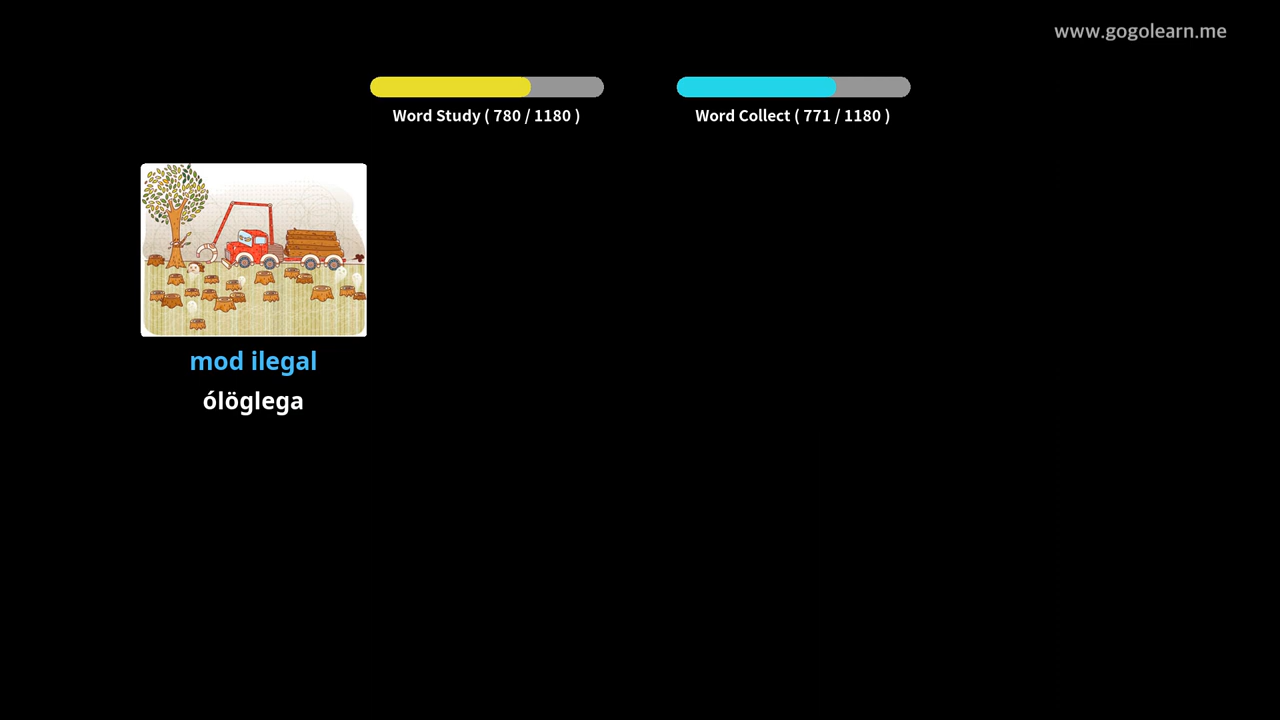 www.gogolearn.me
Word Study ( 780 / 1180 )
Word Collect ( 771 / 1180 )
mod ilegal
ólöglega